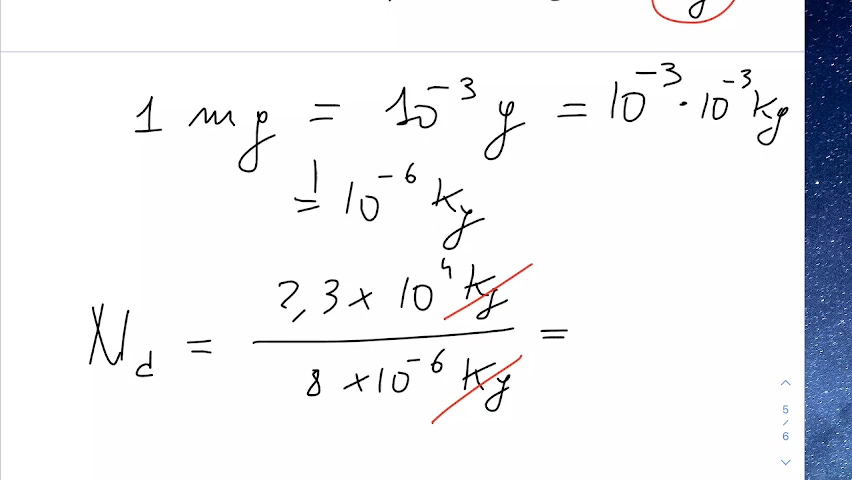 1 mg = 10⁻³ g = 10⁻³ · 10⁻³ kg
= 10⁻⁶ kg
N_d = 2,3 × 10⁴ kg / 8 × 10⁻⁶ kg =
5
/
6